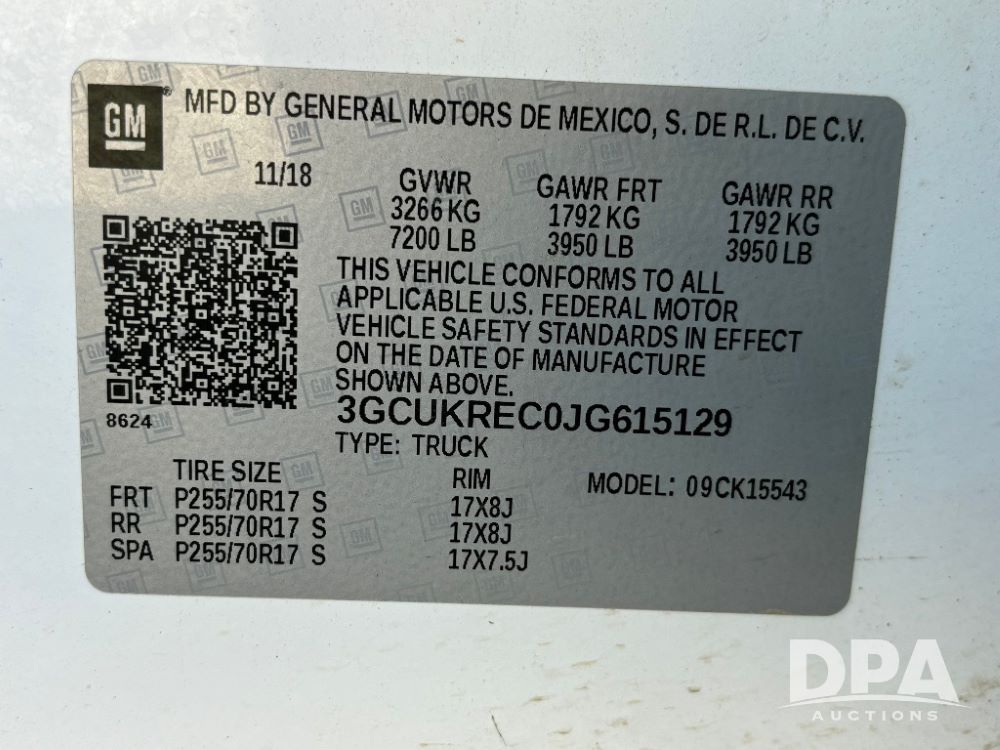 GM MFD BY GENERAL MOTORS DE MEXICO, S. DE R.L. DE C.V.
11/18 GVWR GAWR FRT GAWR RR
3266 KG 1792 KG 1792 KG
7200 LB 3950 LB 3950 LB
THIS VEHICLE CONFORMS TO ALL
APPLICABLE U.S. FEDERAL MOTOR
VEHICLE SAFETY STANDARDS IN EFFECT
ON THE DATE OF MANUFACTURE
SHOWN ABOVE.
8624 3GCUKREC0JG615129
TYPE: TRUCK
TIRE SIZE RIM MODEL: 09CK15543
FRT P255/70R17 S 17X8J
RR P255/70R17 S 17X8J
SPA P255/70R17 S 17X7.5J
DPA
AUCTIONS